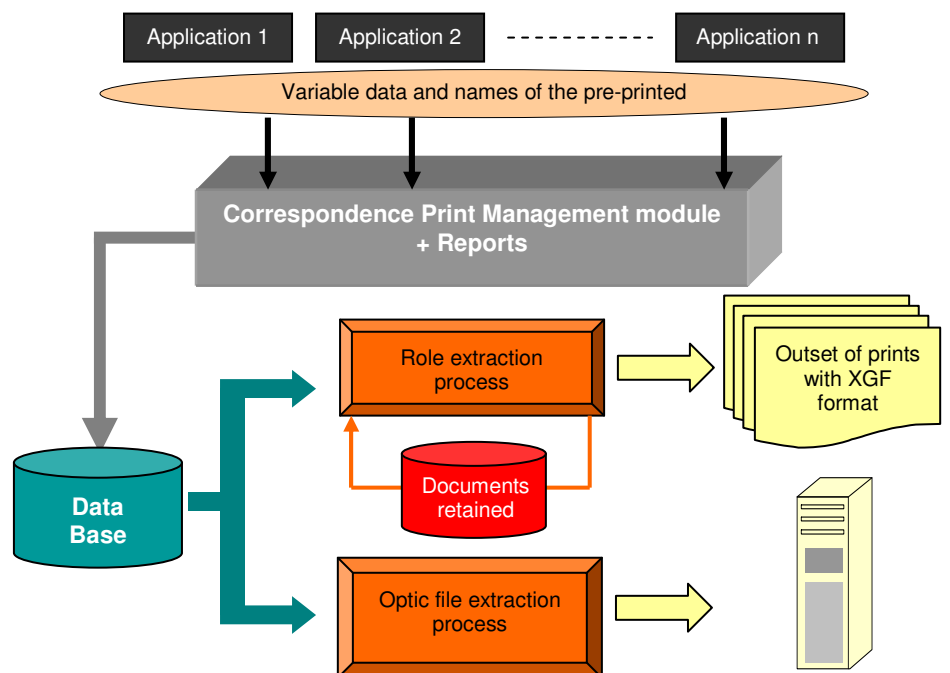 Application 1
Application 2
Application n
Variable data and names of the pre-printed
Correspondence Print Management module
+ Reports
Role extraction
process
Outset of prints
with XGF
format
Documents
retained
Data
Base
Optic file extraction
process